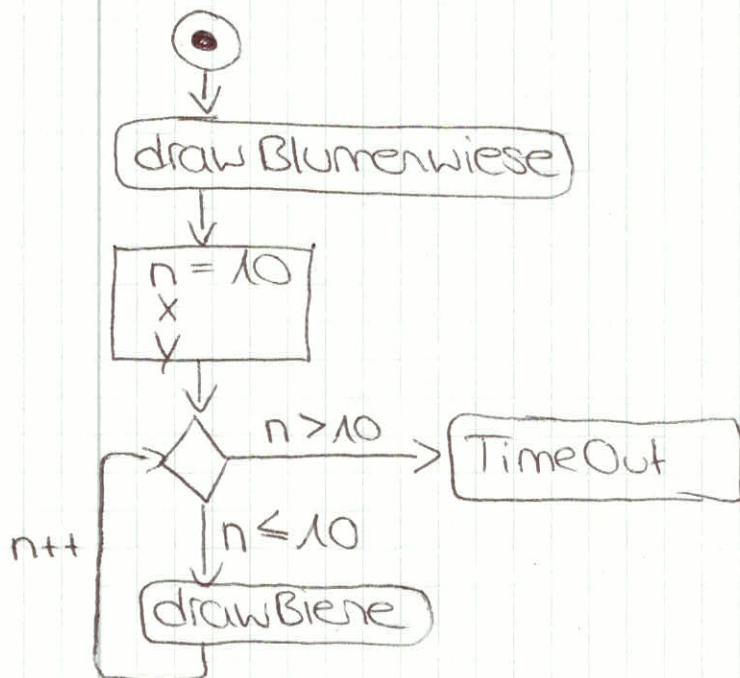 draw Blumenwiese
n = 10
x
y
n > 10
TimeOut
n ≤ 10
n++
drawBiene